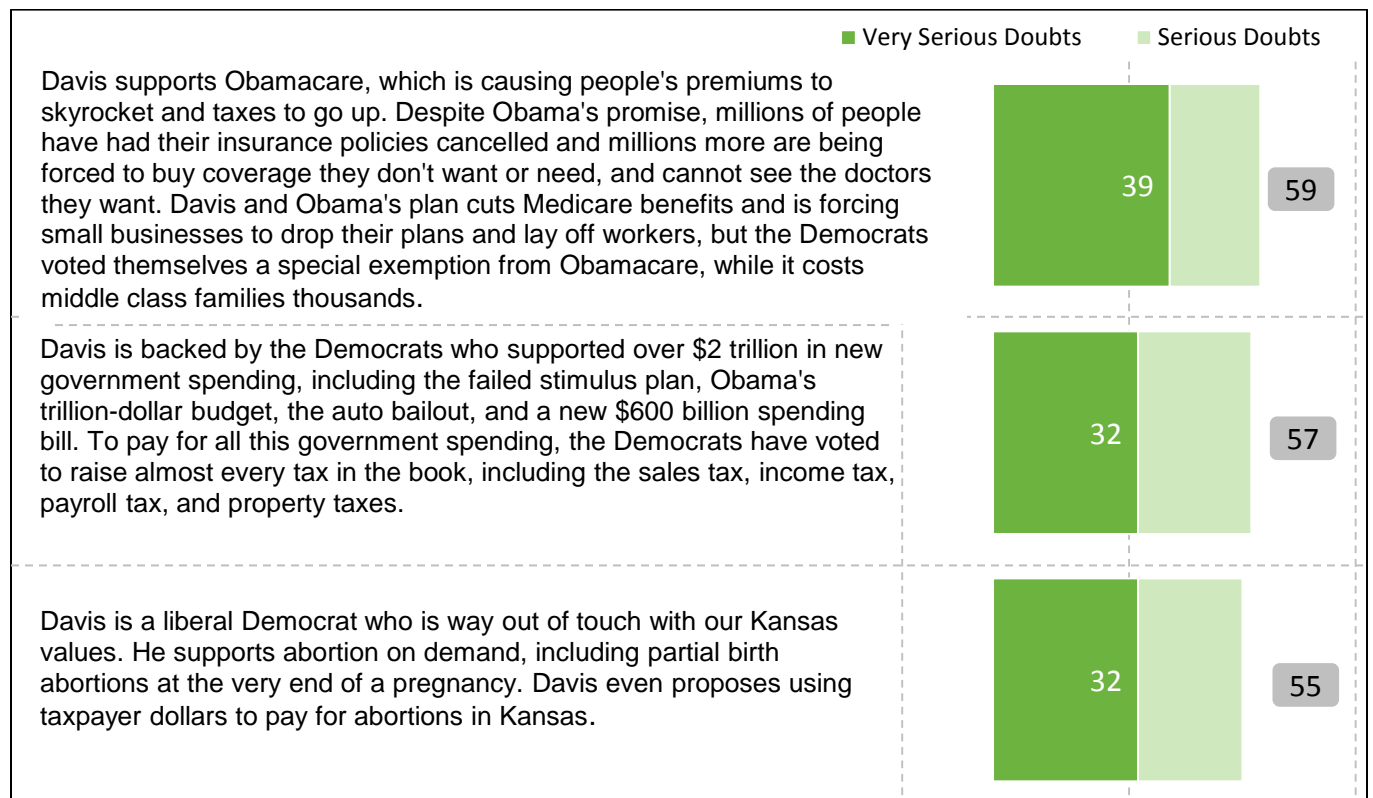 Very Serious Doubts Serious Doubts
Davis supports Obamacare, which is causing people's premiums to
skyrocket and taxes to go up. Despite Obama's promise, millions of people
have had their insurance policies cancelled and millions more are being
forced to buy coverage they don't want or need, and cannot see the doctors
they want. Davis and Obama's plan cuts Medicare benefits and is forcing
small businesses to drop their plans and lay off workers, but the Democrats
voted themselves a special exemption from Obamacare, while it costs
middle class families thousands.
39 59
Davis is backed by the Democrats who supported over $2 trillion in new
government spending, including the failed stimulus plan, Obama's
trillion-dollar budget, the auto bailout, and a new $600 billion spending
bill. To pay for all this government spending, the Democrats have voted
to raise almost every tax in the book, including the sales tax, income tax,
payroll tax, and property taxes.
32 57
Davis is a liberal Democrat who is way out of touch with our Kansas
values. He supports abortion on demand, including partial birth
abortions at the very end of a pregnancy. Davis even proposes using
taxpayer dollars to pay for abortions in Kansas.
32 55